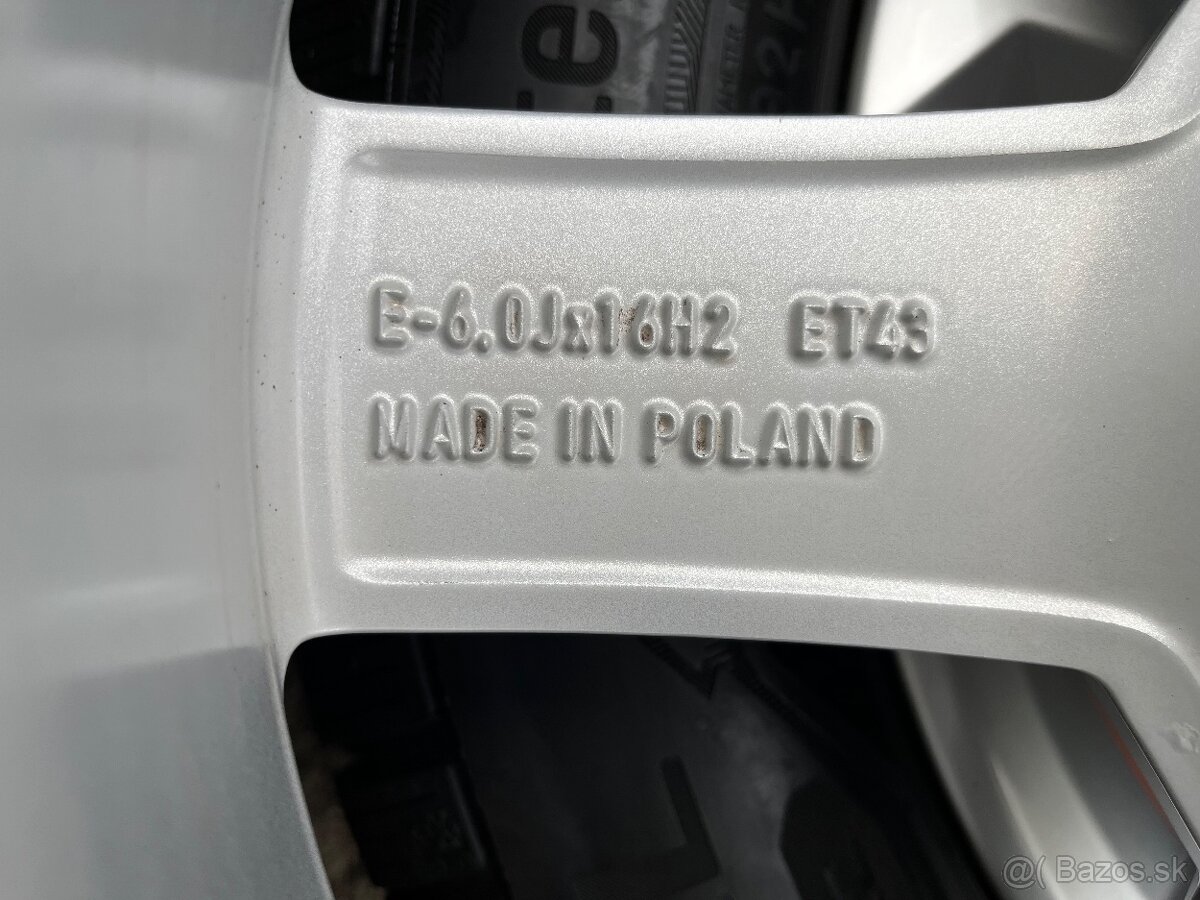 E-6.0Jx16H2 ET43
MADE IN POLAND
@( Bazos.sk